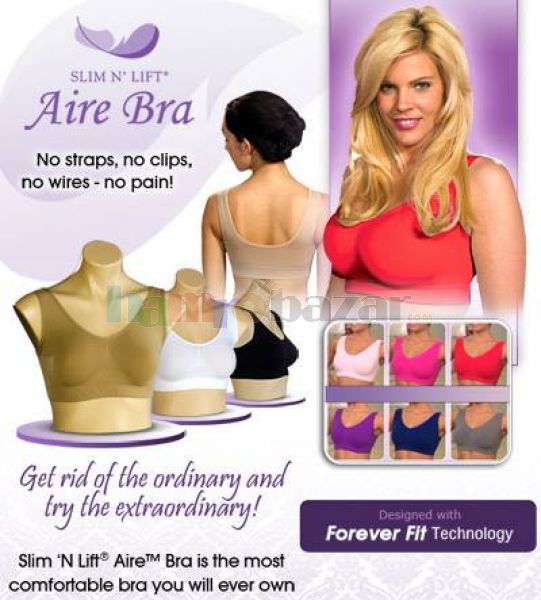 SLIM N' LIFT®
Aire Bra
No straps, no clips,
no wires - no pain!
hamrobazar.com
Get rid of the ordinary and
try the extraordinary!
Designed with
Forever Fit Technology
Slim 'N Lift® Aire™ Bra is the most
comfortable bra you will ever own